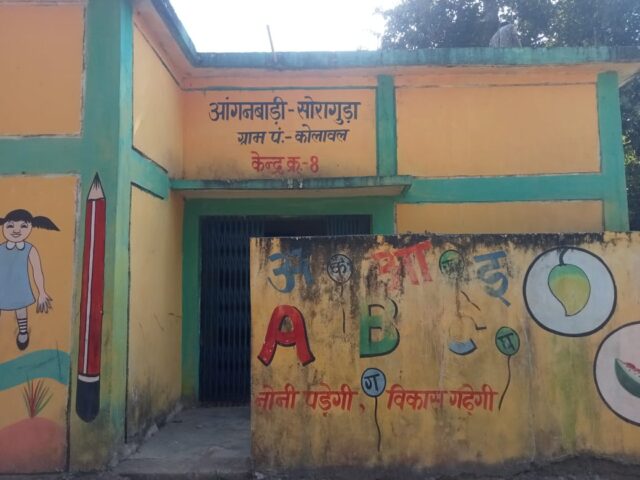 आंगनबाड़ी-सोरागुड़ा
ग्राम पं.-कोलावल
केन्द्र क्र.-8
अ क आ ख इ
A B C प
नोनी पढ़ेगी, ग विकास गढ़ेगी